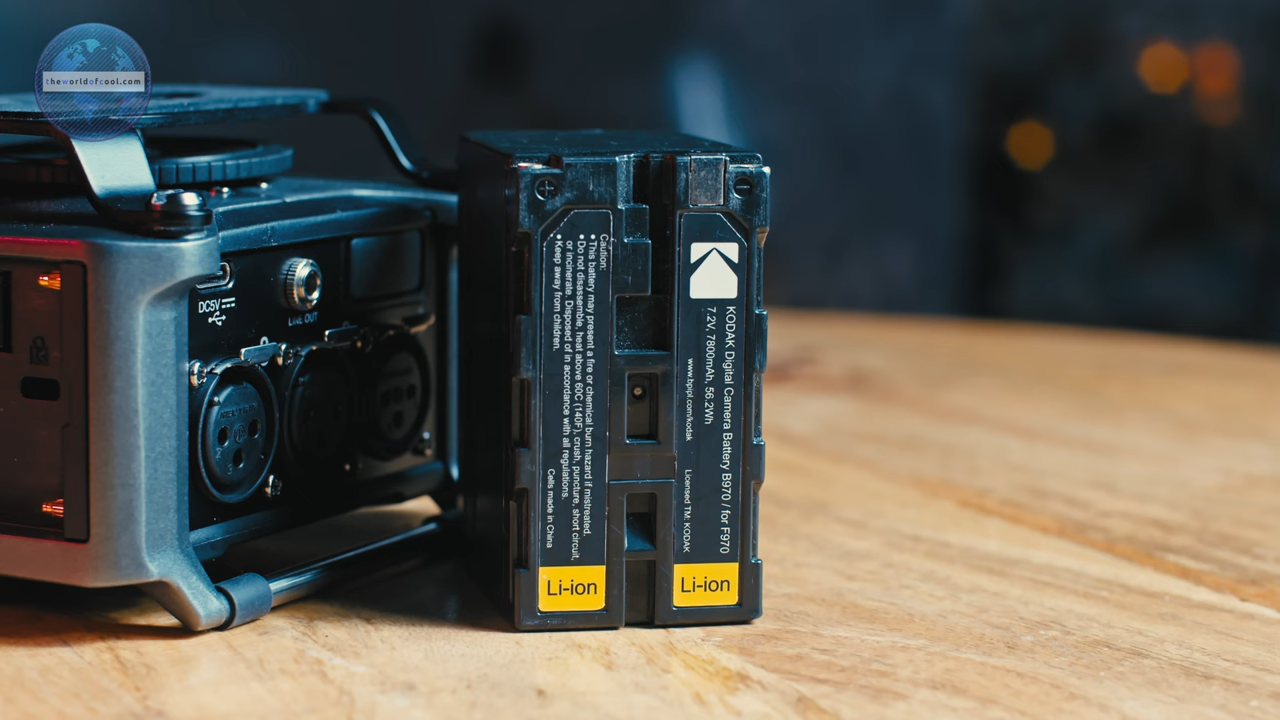 theworldofcool.com
DC5V
LINE OUT
Caution:
• This battery may present a fire or chemical burn hazard if mistreated.
• Do not disassemble, heat above 60C (140F), crush, puncture, short circuit,
or incinerate. Disposed of in accordance with all regulations.
• Keep away from children.
Cells made in China
KODAK Digital Camera Battery B970 / for F970
7.2V, 7800mAh, 56.2Wh
www.bpipl.com/kodak
Licensed TM: KODAK
Li-ion
Li-ion